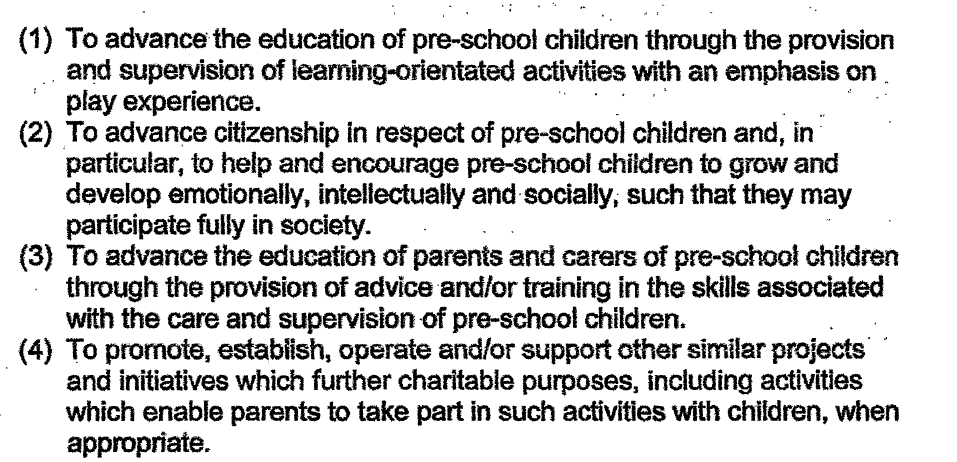 (1) To advance the education of pre-school children through the provision
and supervision of learning-orientated activities with an emphasis on
play experience.
(2) To advance citizenship in respect of pre-school children and, in
particular, to help and encourage pre-school children to grow and
develop emotionally, intellectually and socially, such that they may
participate fully in society.
(3) To advance the education of parents and carers of pre-school children
through the provision of advice and/or training in the skills associated
with the care and supervision of pre-school children.
(4) To promote, establish, operate and/or support other similar projects
and initiatives which further charitable purposes, including activities
which enable parents to take part in such activities with children, when
appropriate.